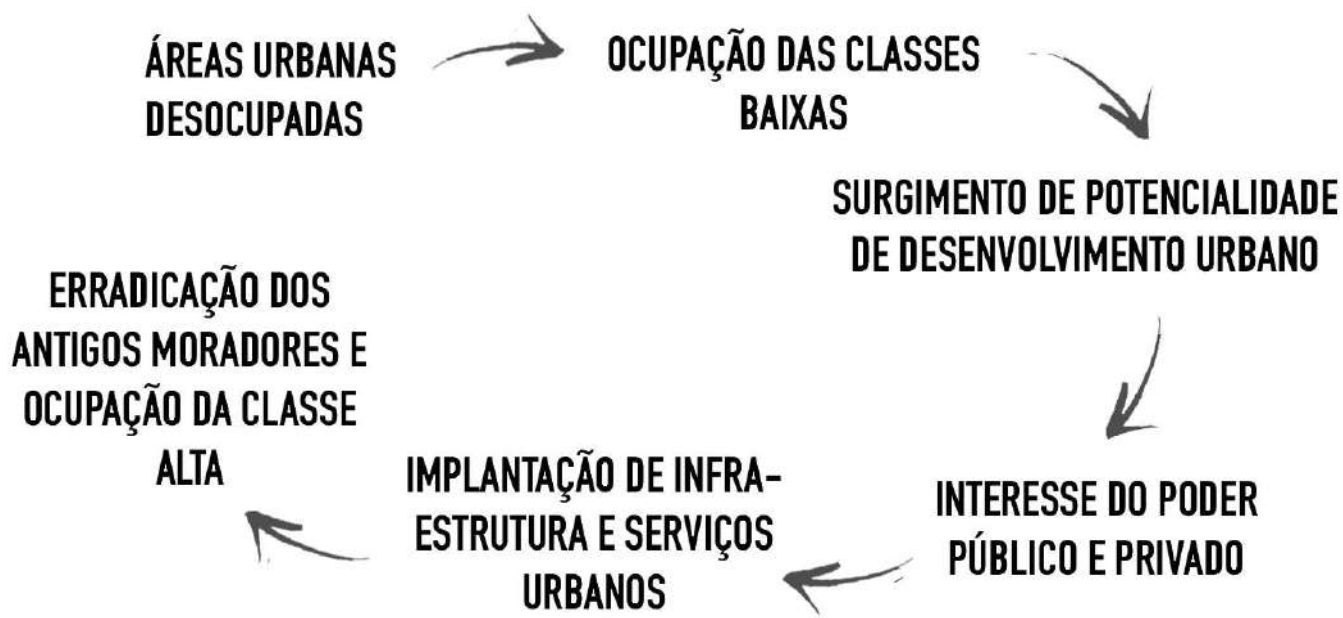 ÁREAS URBANAS
DESOCUPADAS
OCUPAÇÃO DAS CLASSES
BAIXAS
SURGIMENTO DE POTENCIALIDADE
DE DESENVOLVIMENTO URBANO
INTERESSE DO PODER
PÚBLICO E PRIVADO
IMPLANTAÇÃO DE INFRA-
ESTRUTURA E SERVIÇOS
URBANOS
ERRADICAÇÃO DOS
ANTIGOS MORADORES E
OCUPAÇÃO DA CLASSE
ALTA